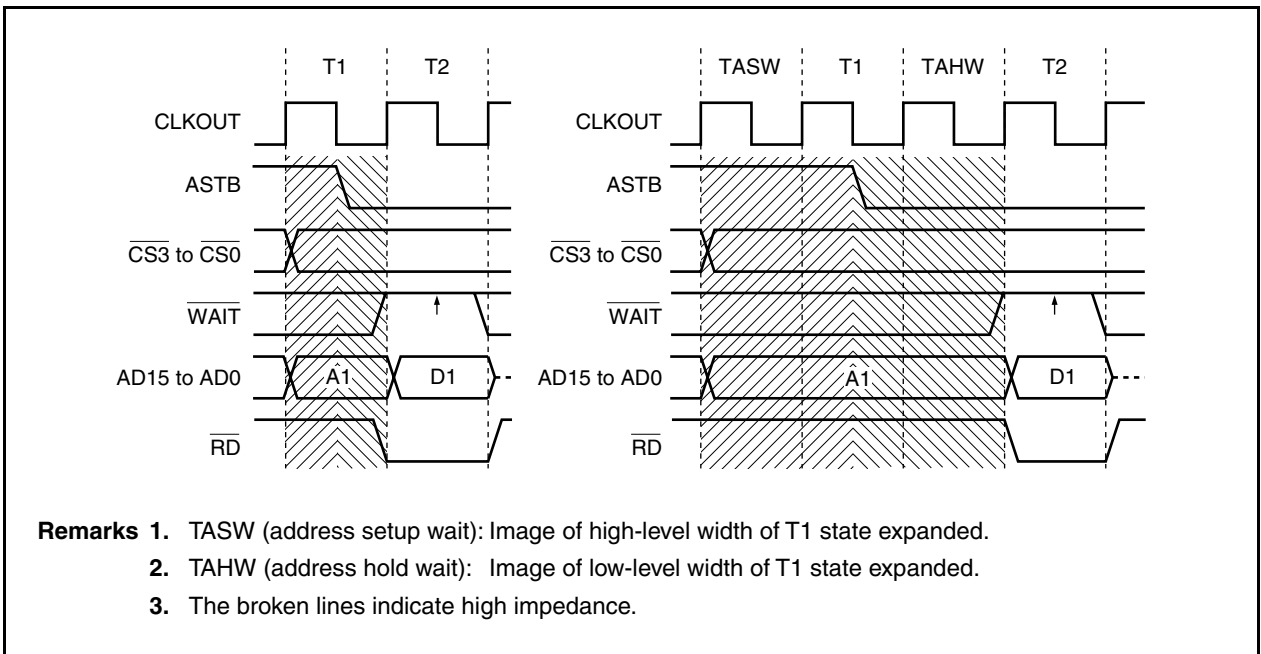 T1 T2 TASW T1 TAHW T2
CLKOUT CLKOUT
ASTB ASTB
CS3 to CS0 CS3 to CS0
WAIT WAIT
AD15 to AD0 A1 D1 AD15 to AD0 A1 D1
RD RD
Remarks 1. TASW (address setup wait): Image of high-level width of T1 state expanded.
2. TAHW (address hold wait): Image of low-level width of T1 state expanded.
3. The broken lines indicate high impedance.